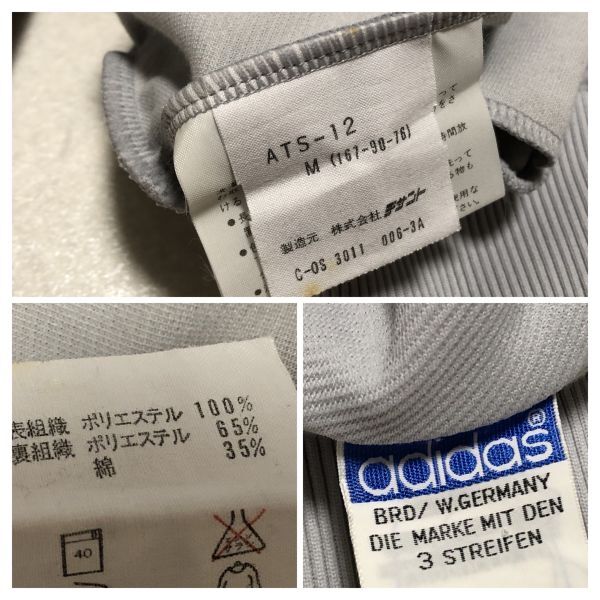 ATS-12
M (167-90-76)
製造元 株式会社デサント
C-OS 3011 006-3A
表組織 ポリエステル 100%
裏組織 ポリエステル 65%
綿 35%
40
adidas®
BRD/ W.GERMANY
DIE MARKE MIT DEN
3 STREIFEN